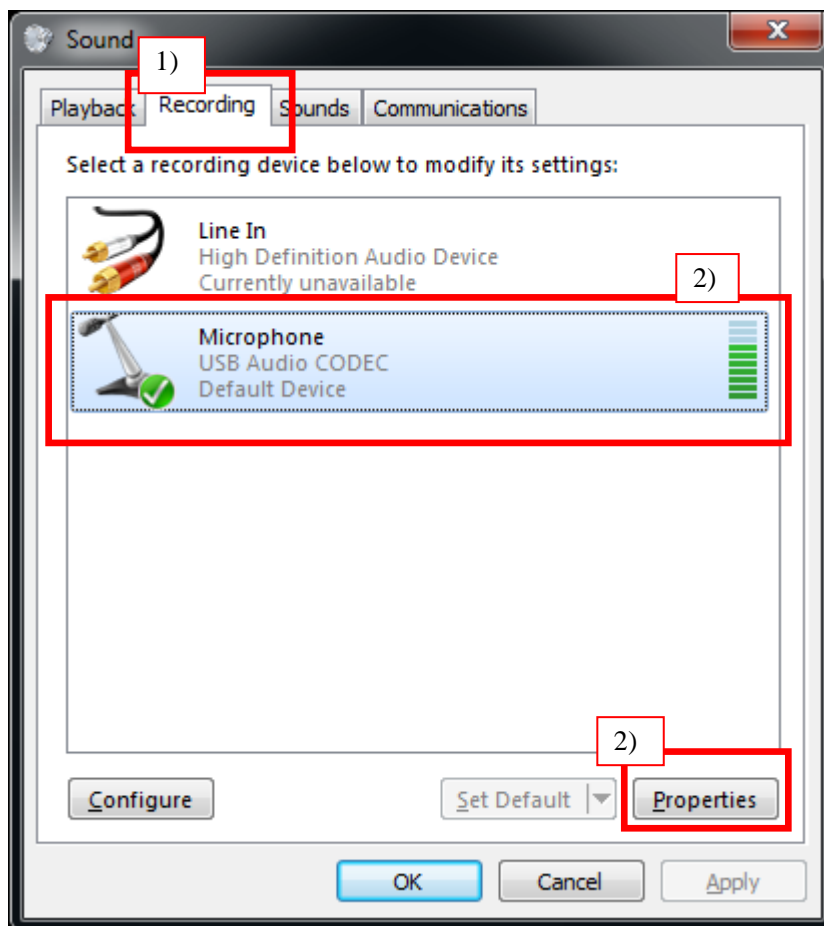 Sound
1)
Playback Recording Sounds Communications
Select a recording device below to modify its settings:
Line In
High Definition Audio Device
Currently unavailable
2)
Microphone
USB Audio CODEC
Default Device
2)
Configure Set Default Properties
OK Cancel Apply